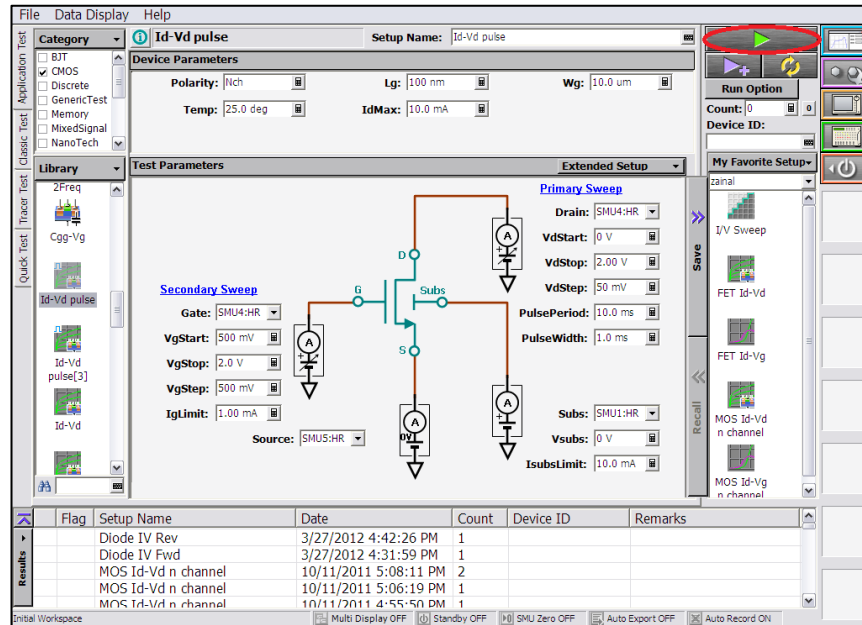 File Data Display Help
Application Test
Classic Test
Tracer Test
Quick Test
Category
BJT
CMOS
Discrete
GenericTest
Memory
MixedSignal
NanoTech
Library
2Freq
Cgg-Vg
Id-Vd pulse
Id-Vd
pulse[3]
Id-Vd
Id-Vd pulse
Setup Name: Id-Vd pulse
Device Parameters
Polarity: Nch
Lg: 100 nm
Wg: 10.0 um
Temp: 25.0 deg
IdMax: 10.0 mA
Test Parameters
Extended Setup
Primary Sweep
Drain: SMU4:HR
VdStart: 0 V
VdStop: 2.00 V
VdStep: 50 mV
PulsePeriod: 10.0 ms
PulseWidth: 1.0 ms
Secondary Sweep
Gate: SMU4:HR
VgStart: 500 mV
VgStop: 2.0 V
VgStep: 500 mV
IgLimit: 1.00 mA
Source: SMU5:HR
Subs: SMU1:HR
Vsubs: 0 V
IsubsLimit: 10.0 mA
A
D
G
Subs
S
A
A
0V
A
Save
Recall
Run Option
Count: 0
0
Device ID:
My Favorite Setup
zainal
I/V Sweep
FET Id-Vd
FET Id-Vg
MOS Id-Vd
n channel
MOS Id-Vg
n channel
Results
Flag Setup Name Date Count Device ID Remarks
Diode IV Rev 3/27/2012 4:42:26 PM 1
Diode IV Fwd 3/27/2012 4:31:59 PM 1
MOS Id-Vd n channel 10/11/2011 5:08:11 PM 2
MOS Id-Vd n channel 10/11/2011 5:06:19 PM 1
MOS Id-Vd n channel 10/11/2011 4:55:50 PM 1
Initial Workspace
Multi Display OFF
Standby OFF
SMU Zero OFF
Auto Export OFF
Auto Record ON